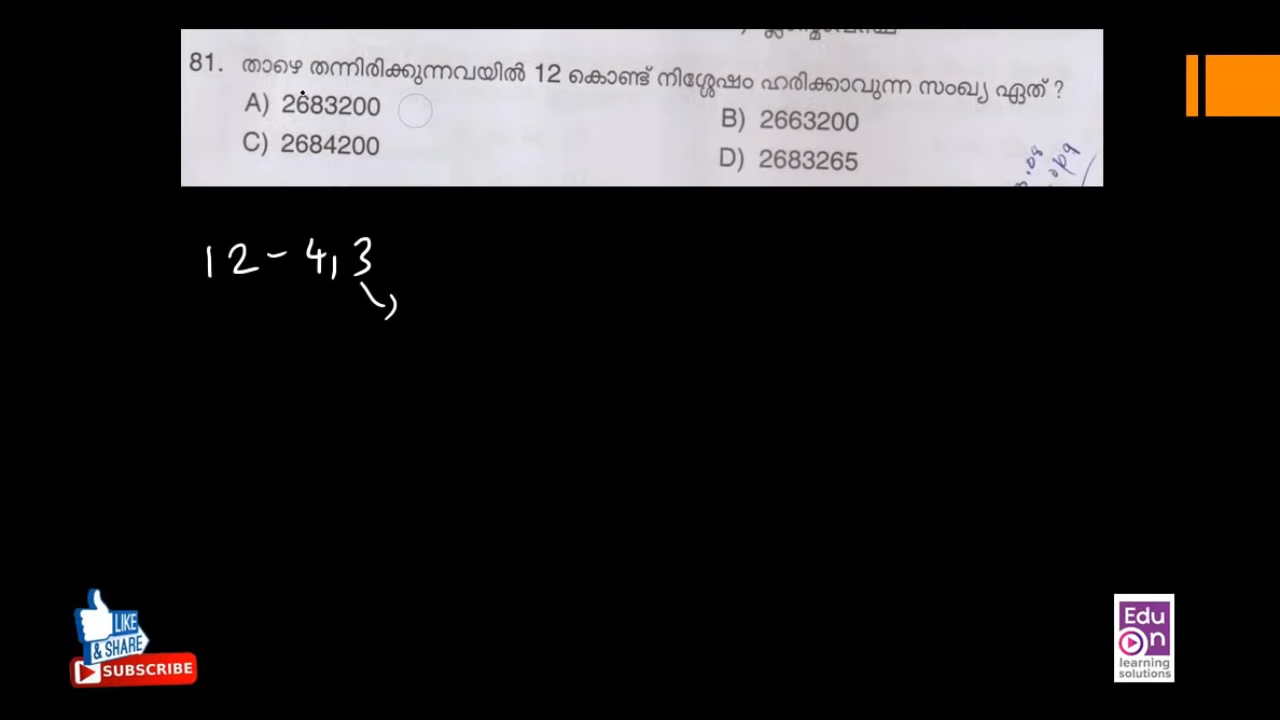 81. താഴെ തന്നിരിക്കുന്നവയിൽ 12 കൊണ്ട് നിശ്ശേഷം ഹരിക്കാവുന്ന സംഖ്യ ഏത് ?
A) 2683200
B) 2663200
C) 2684200
D) 2683265
12 - 4, 3
LIKE
& SHARE
SUBSCRIBE
Edu
on
learning
solutions